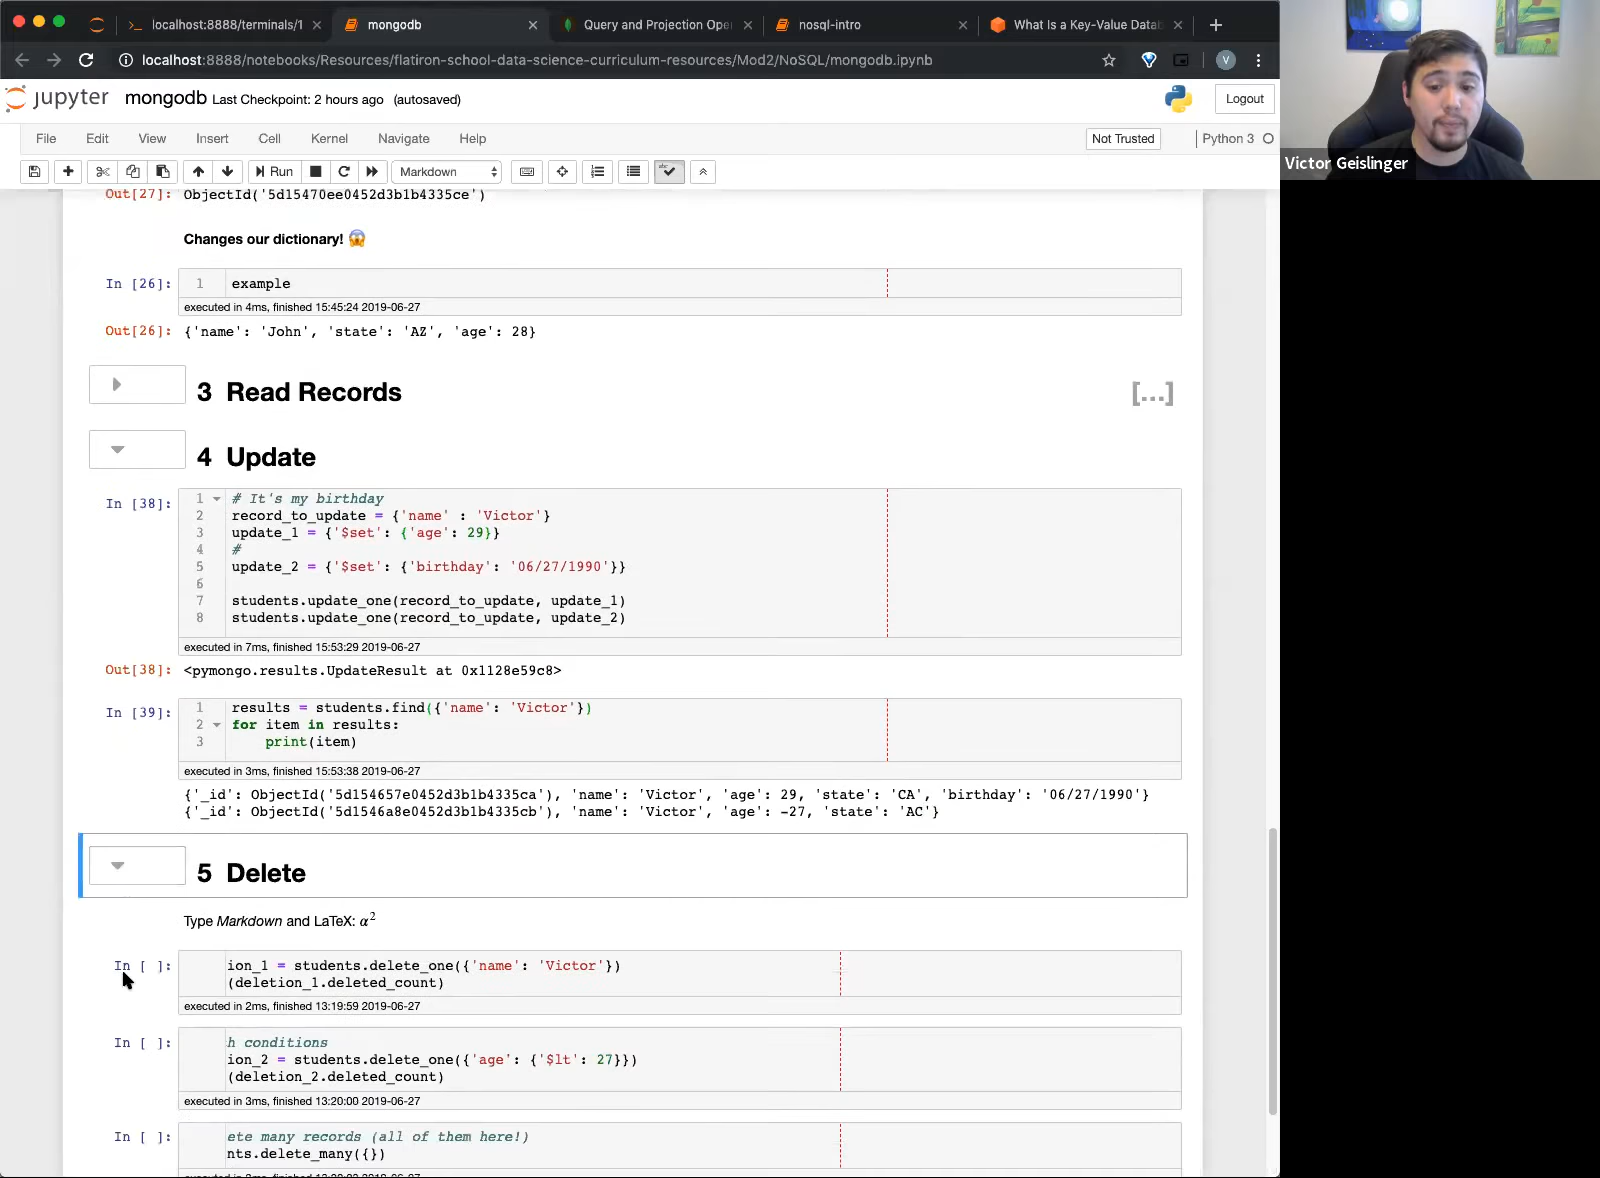 localhost:8888/terminals/1
mongodb
Query and Projection Ope
nosql-intro
What Is a Key-Value Datab
localhost:8888/notebooks/Resources/flatiron-school-data-science-curriculum-resources/Mod2/NoSQL/mongodb.ipynb
V
jupyter mongodb Last Checkpoint: 2 hours ago (autosaved)
Logout
File Edit View Insert Cell Kernel Navigate Help
Not Trusted
Python 3
Run
Markdown
Victor Geislinger
Out[27]: ObjectId('5d15470ee0452d3b1b4335ce')
Changes our dictionary! 😱
In [26]: 1 example
executed in 4ms, finished 15:45:24 2019-06-27
Out[26]: {'name': 'John', 'state': 'AZ', 'age': 28}
3 Read Records
[...]
4 Update
In [38]: 1 # It's my birthday
2 record_to_update = {'name' : 'Victor'}
3 update_1 = {'$set': {'age': 29}}
4 #
5 update_2 = {'$set': {'birthday': '06/27/1990'}}
6
7 students.update_one(record_to_update, update_1)
8 students.update_one(record_to_update, update_2)
executed in 7ms, finished 15:53:29 2019-06-27
Out[38]: <pymongo.results.UpdateResult at 0x1128e59c8>
In [39]: 1 results = students.find({'name': 'Victor'})
2 for item in results:
3 print(item)
executed in 3ms, finished 15:53:38 2019-06-27
{'_id': ObjectId('5d154657e0452d3b1b4335ca'), 'name': 'Victor', 'age': 29, 'state': 'CA', 'birthday': '06/27/1990'}
{'_id': ObjectId('5d1546a8e0452d3b1b4335cb'), 'name': 'Victor', 'age': -27, 'state': 'AC'}
5 Delete
Type Markdown and LaTeX: α²
In [ ]: ion_1 = students.delete_one({'name': 'Victor'})
(deletion_1.deleted_count)
executed in 2ms, finished 13:19:59 2019-06-27
In [ ]: h conditions
ion_2 = students.delete_one({'age': {'$lt': 27}})
(deletion_2.deleted_count)
executed in 3ms, finished 13:20:00 2019-06-27
In [ ]: ete many records (all of them here!)
nts.delete_many({})